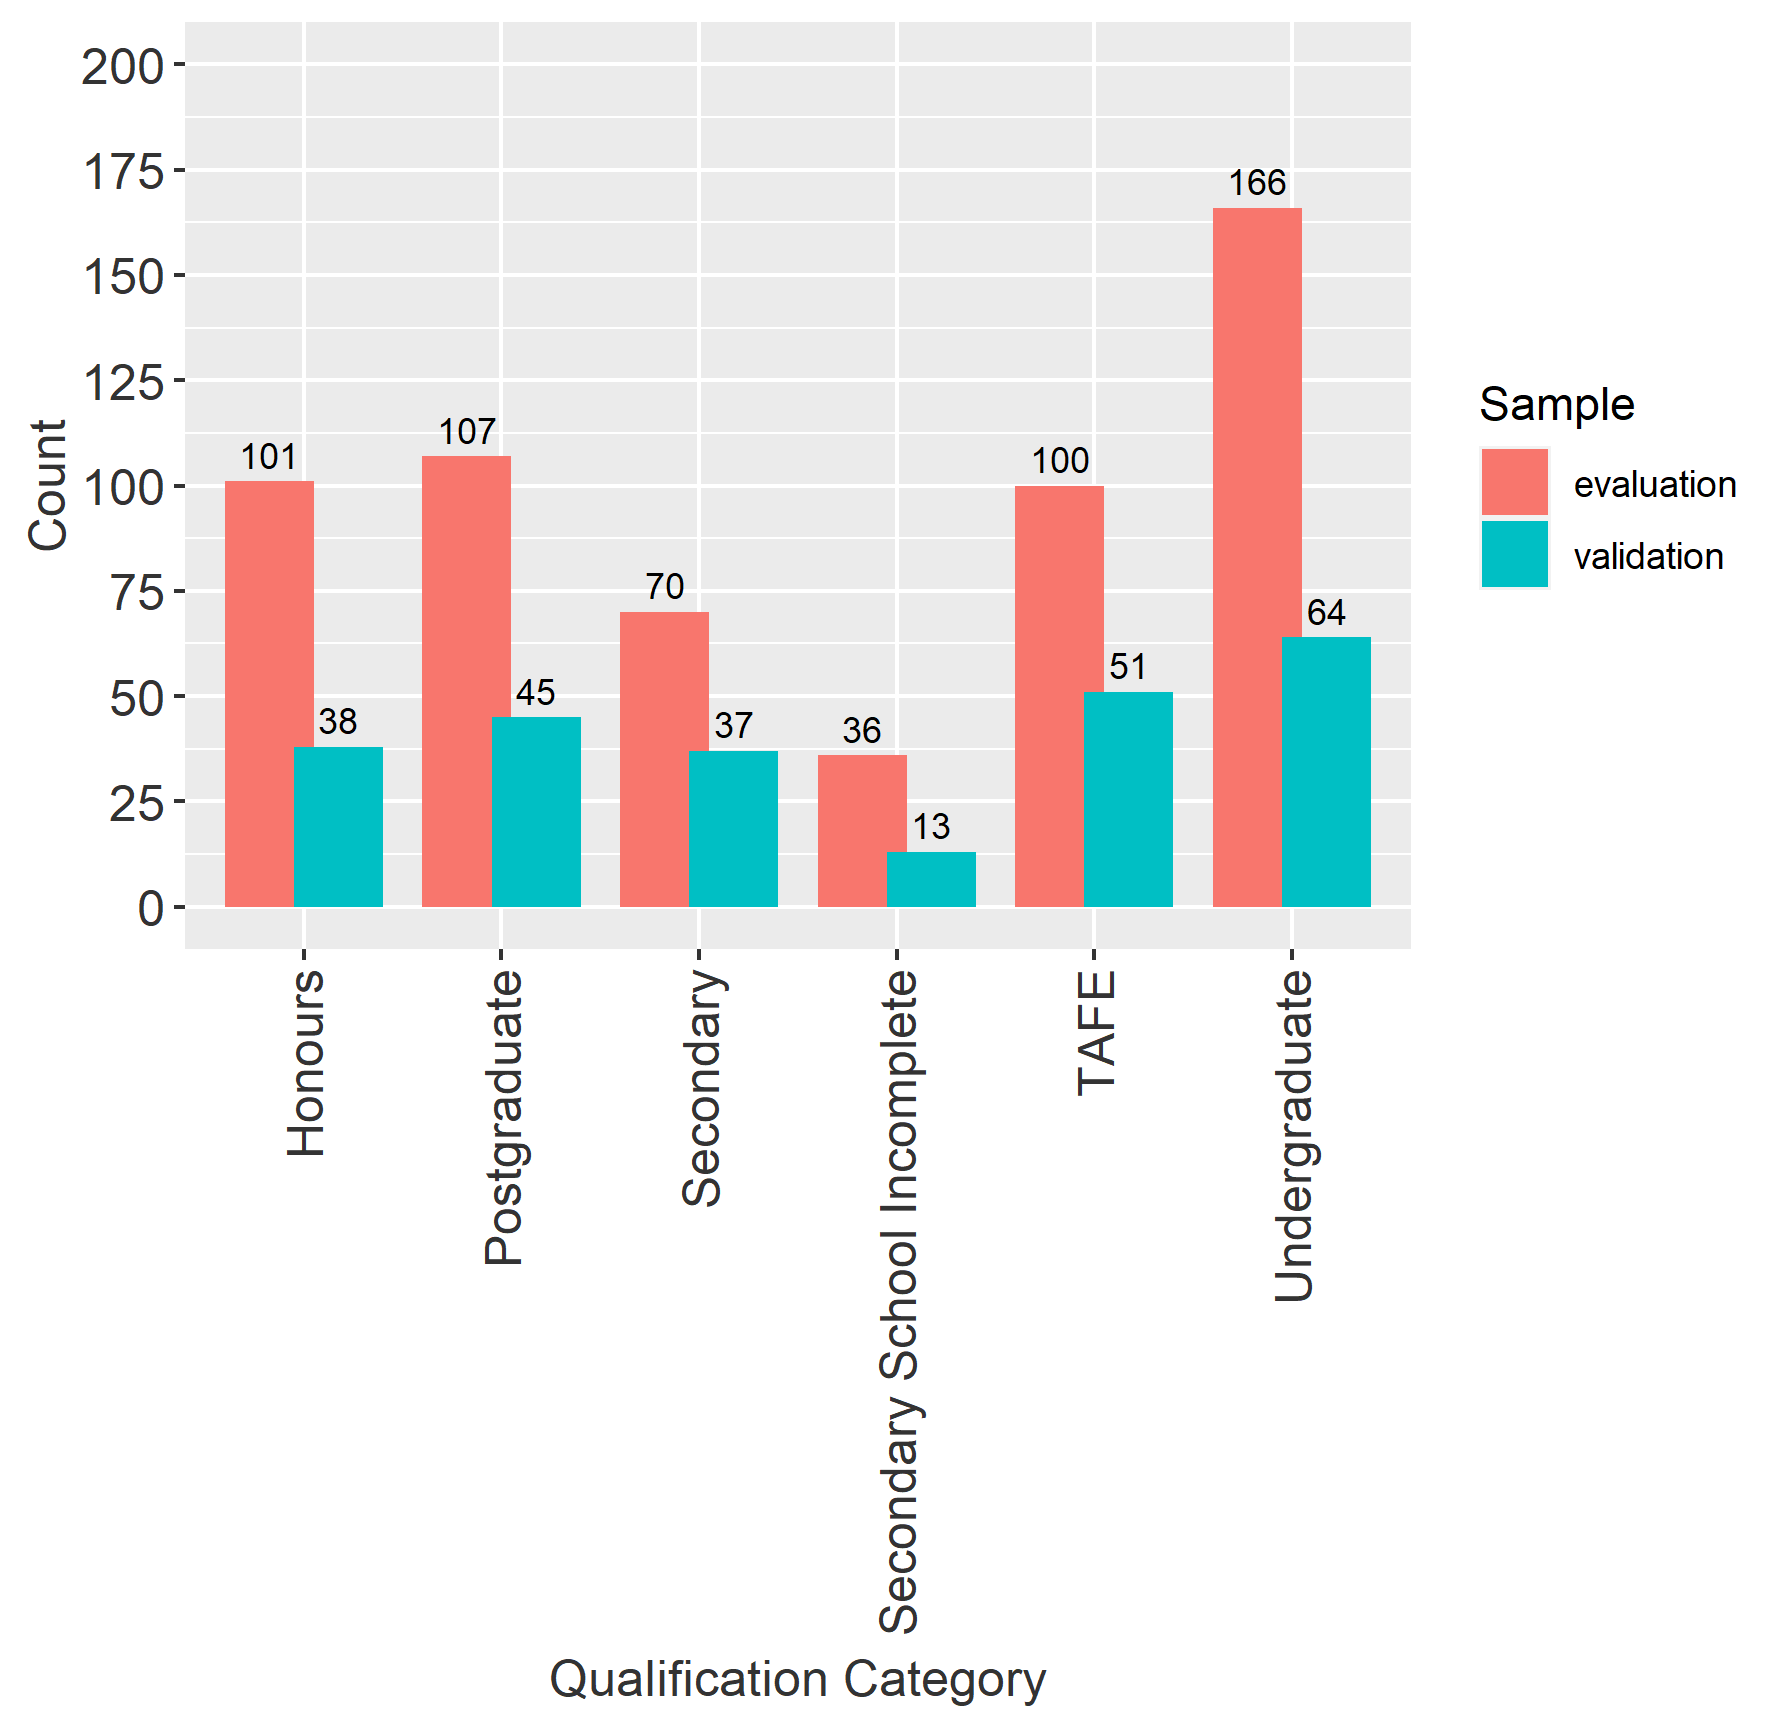 200
175
150
125
100
75
50
25
0
Count
101
38
107
45
70
37
36
13
100
51
166
64
Honours
Postgraduate
Secondary
Secondary School Incomplete
TAFE
Undergraduate
Qualification Category
Sample
evaluation
validation